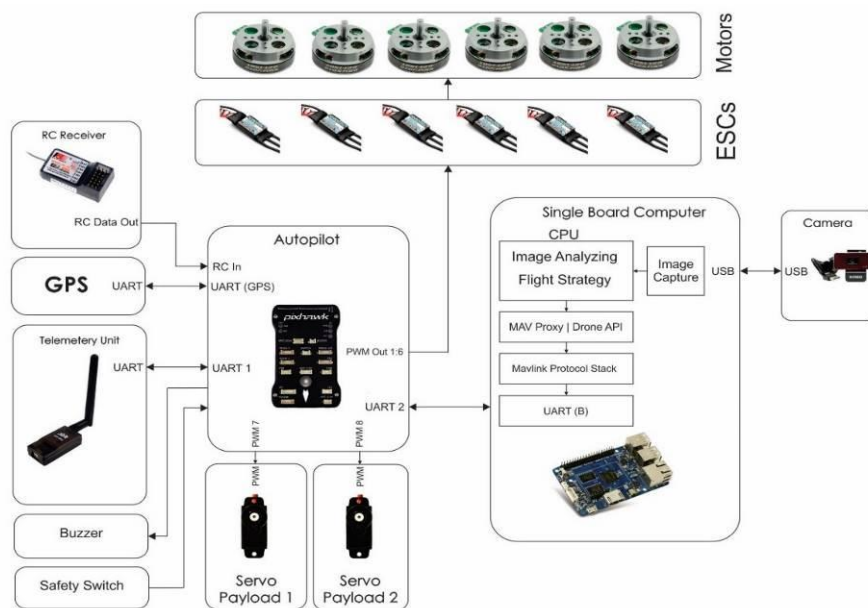 Motors
ESCs
RC Receiver
RC Data Out
GPS
UART
Telemetery Unit
UART
Buzzer
Safety Switch
Autopilot
RC In
UART (GPS)
pixhawk
PWM Out 1:6
UART 1
UART 2
PWM 7
PWM 8
PWM
PWM
Servo
Payload 1
Servo
Payload 2
Single Board Computer
CPU
Image Analyzing
Flight Strategy
Image
Capture
USB
MAV Proxy | Drone API
Mavlink Protocol Stack
UART (B)
Camera
USB